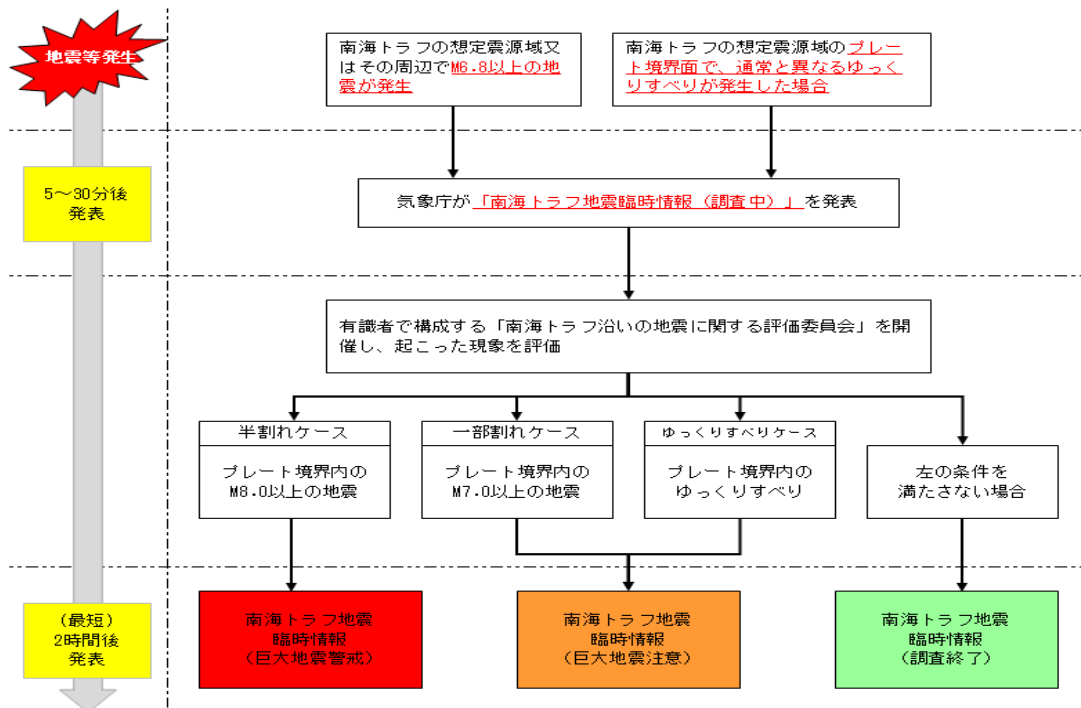 地震等発生
南海トラフの想定震源域又
はその周辺でM6.8以上の地
震が発生
南海トラフの想定震源域のプレー
ト境界面で、通常と異なるゆっく
りすべりが発生した場合
5～30分後
発表
気象庁が「南海トラフ地震臨時情報（調査中）」を発表
有識者で構成する「南海トラフ沿いの地震に関する評価委員会」を開
催し、起こった現象を評価
半割れケース
プレート境界内の
M8.0以上の地震
一部割れケース
プレート境界内の
M7.0以上の地震
ゆっくりすべりケース
プレート境界内の
ゆっくりすべり
左の条件を
満たさない場合
（最短）
2時間後
発表
南海トラフ地震
臨時情報
（巨大地震警戒）
南海トラフ地震
臨時情報
（巨大地震注意）
南海トラフ地震
臨時情報
（調査終了）